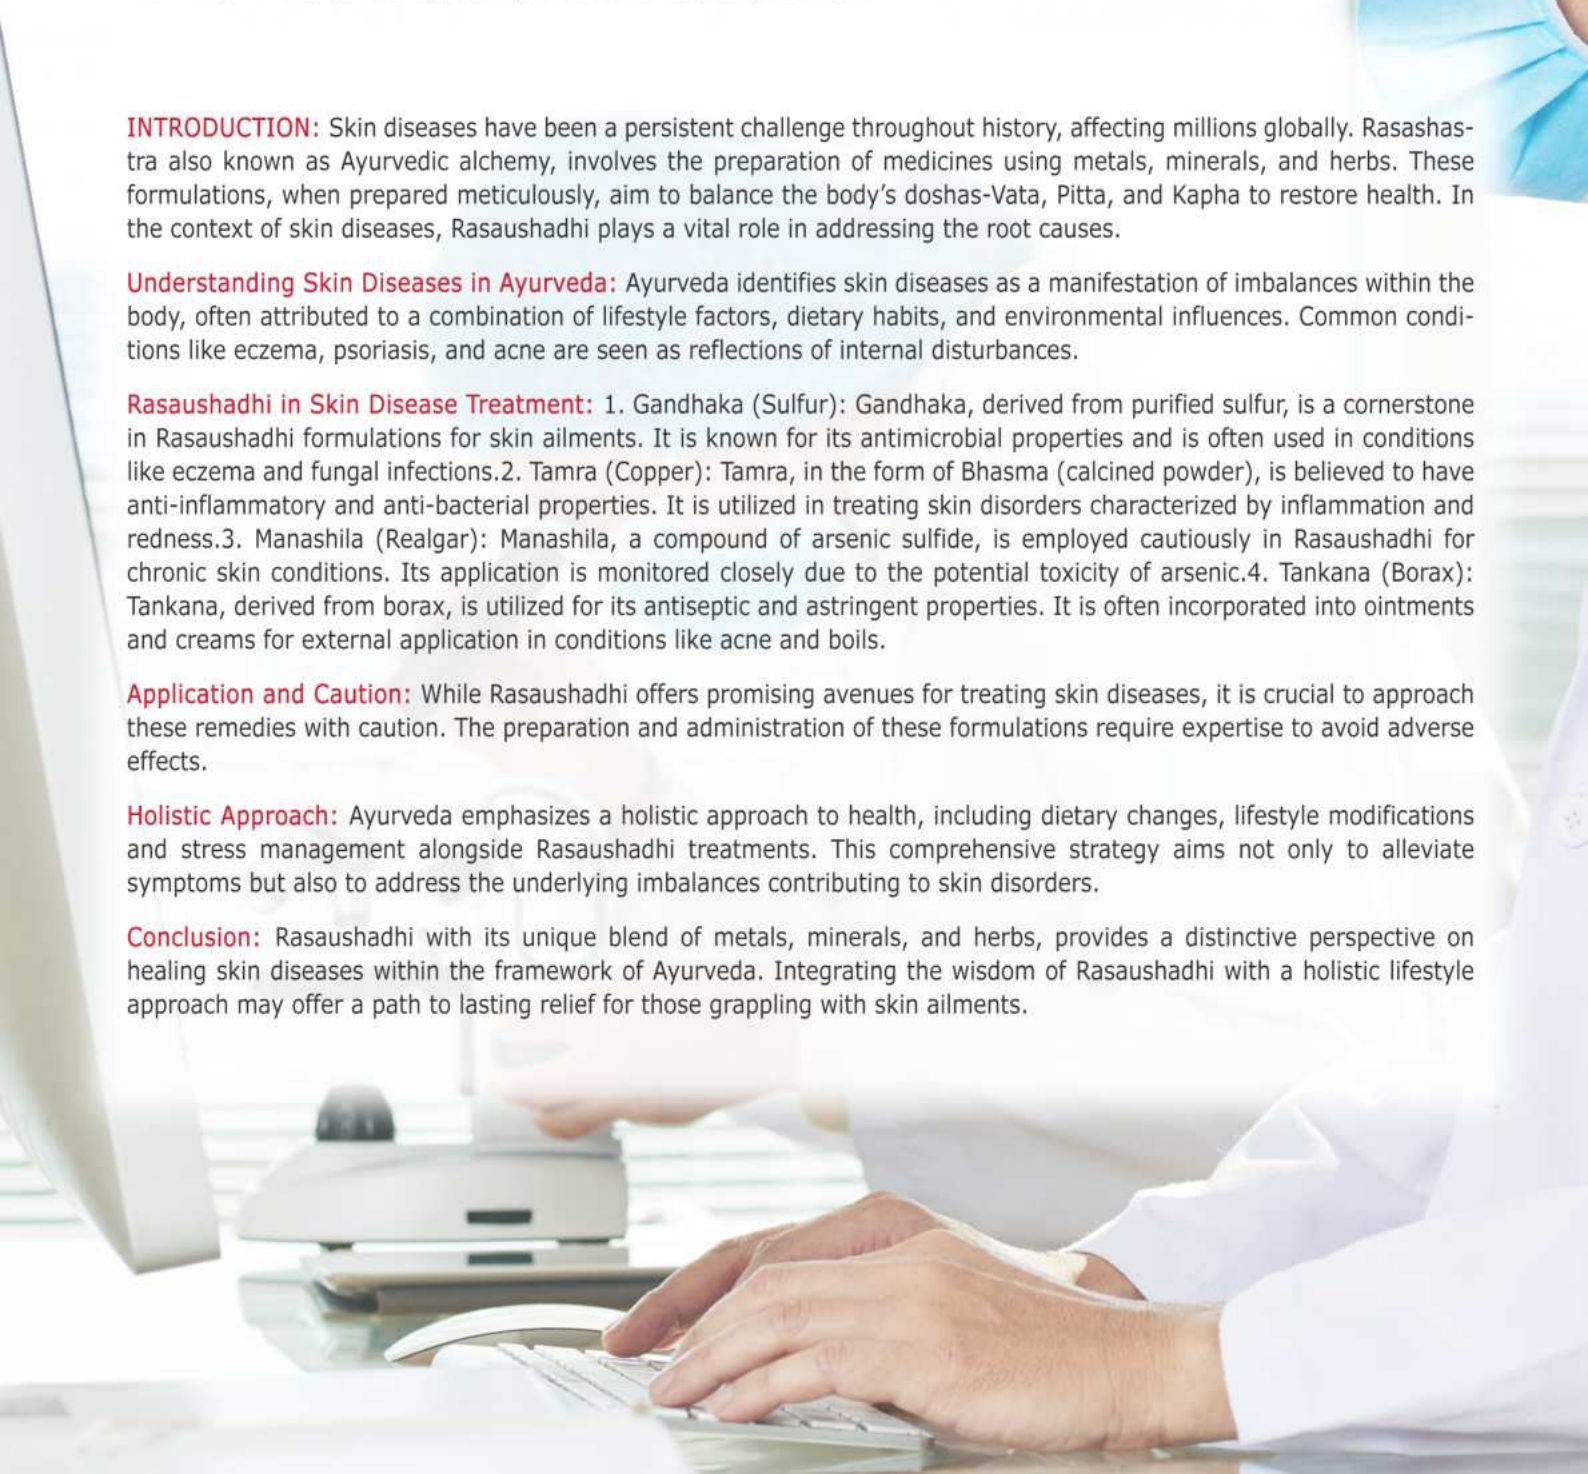 INTRODUCTION: Skin diseases have been a persistent challenge throughout history, affecting millions globally. Rasashas-
tra also known as Ayurvedic alchemy, involves the preparation of medicines using metals, minerals, and herbs. These
formulations, when prepared meticulously, aim to balance the body's doshas-Vata, Pitta, and Kapha to restore health. In
the context of skin diseases, Rasaushadhi plays a vital role in addressing the root causes.
Understanding Skin Diseases in Ayurveda: Ayurveda identifies skin diseases as a manifestation of imbalances within the
body, often attributed to a combination of lifestyle factors, dietary habits, and environmental influences. Common condi-
tions like eczema, psoriasis, and acne are seen as reflections of internal disturbances.
Rasaushadhi in Skin Disease Treatment: 1. Gandhaka (Sulfur): Gandhaka, derived from purified sulfur, is a cornerstone
in Rasaushadhi formulations for skin ailments. It is known for its antimicrobial properties and is often used in conditions
like eczema and fungal infections.2. Tamra (Copper): Tamra, in the form of Bhasma (calcined powder), is believed to have
anti-inflammatory and anti-bacterial properties. It is utilized in treating skin disorders characterized by inflammation and
redness.3. Manashila (Realgar): Manashila, a compound of arsenic sulfide, is employed cautiously in Rasaushadhi for
chronic skin conditions. Its application is monitored closely due to the potential toxicity of arsenic.4. Tankana (Borax):
Tankana, derived from borax, is utilized for its antiseptic and astringent properties. It is often incorporated into ointments
and creams for external application in conditions like acne and boils.
Application and Caution: While Rasaushadhi offers promising avenues for treating skin diseases, it is crucial to approach
these remedies with caution. The preparation and administration of these formulations require expertise to avoid adverse
effects.
Holistic Approach: Ayurveda emphasizes a holistic approach to health, including dietary changes, lifestyle modifications
and stress management alongside Rasaushadhi treatments. This comprehensive strategy aims not only to alleviate
symptoms but also to address the underlying imbalances contributing to skin disorders.
Conclusion: Rasaushadhi with its unique blend of metals, minerals, and herbs, provides a distinctive perspective on
healing skin diseases within the framework of Ayurveda. Integrating the wisdom of Rasaushadhi with a holistic lifestyle
approach may offer a path to lasting relief for those grappling with skin ailments.